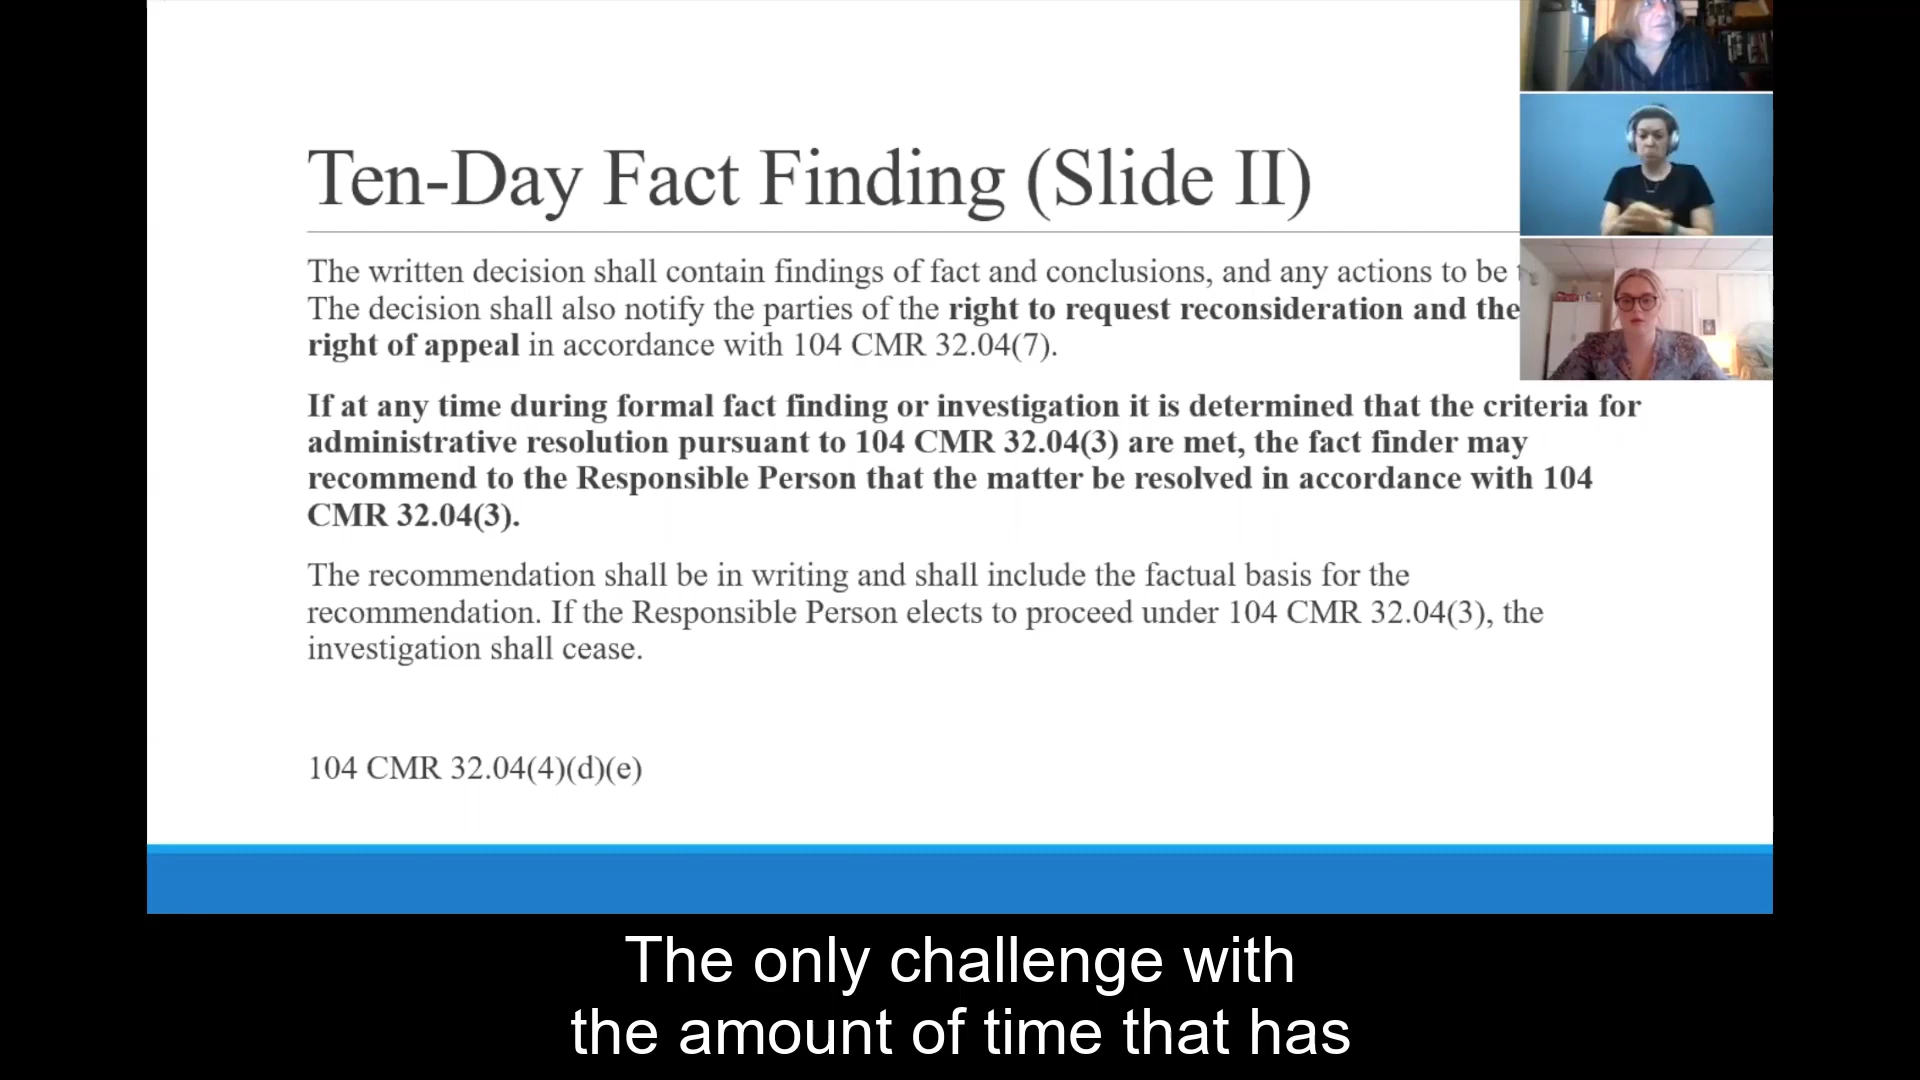 Ten-Day Fact Finding (Slide II)
The written decision shall contain findings of fact and conclusions, and any actions to be
The decision shall also notify the parties of the right to request reconsideration and the
right of appeal in accordance with 104 CMR 32.04(7).
If at any time during formal fact finding or investigation it is determined that the criteria for
administrative resolution pursuant to 104 CMR 32.04(3) are met, the fact finder may
recommend to the Responsible Person that the matter be resolved in accordance with 104
CMR 32.04(3).
The recommendation shall be in writing and shall include the factual basis for the
recommendation. If the Responsible Person elects to proceed under 104 CMR 32.04(3), the
investigation shall cease.
104 CMR 32.04(4)(d)(e)
The only challenge with
the amount of time that has